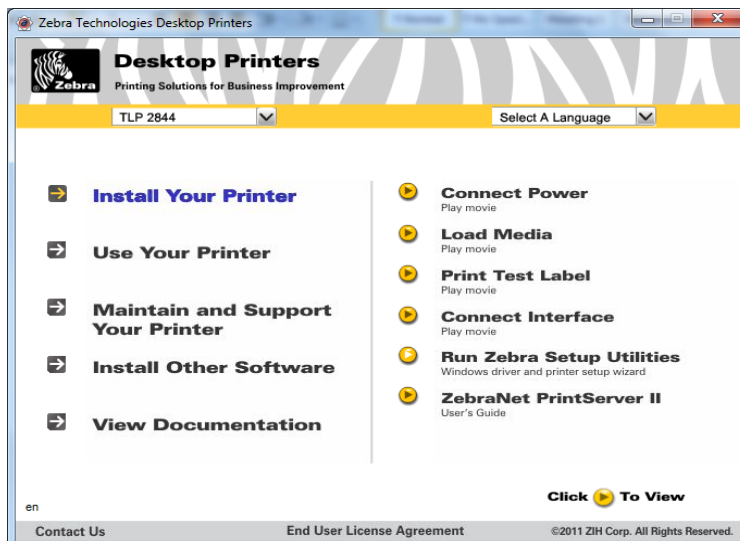 Zebra Technologies Desktop Printers
Zebra
Desktop Printers
Printing Solutions for Business Improvement
TLP 2844
Select A Language
Install Your Printer
Use Your Printer
Maintain and Support
Your Printer
Install Other Software
View Documentation
Connect Power
Play movie
Load Media
Play movie
Print Test Label
Play movie
Connect Interface
Play movie
Run Zebra Setup Utilities
Windows driver and printer setup wizard
ZebraNet PrintServer II
User's Guide
Click To View
en
Contact Us
End User License Agreement
©2011 ZIH Corp. All Rights Reserved.